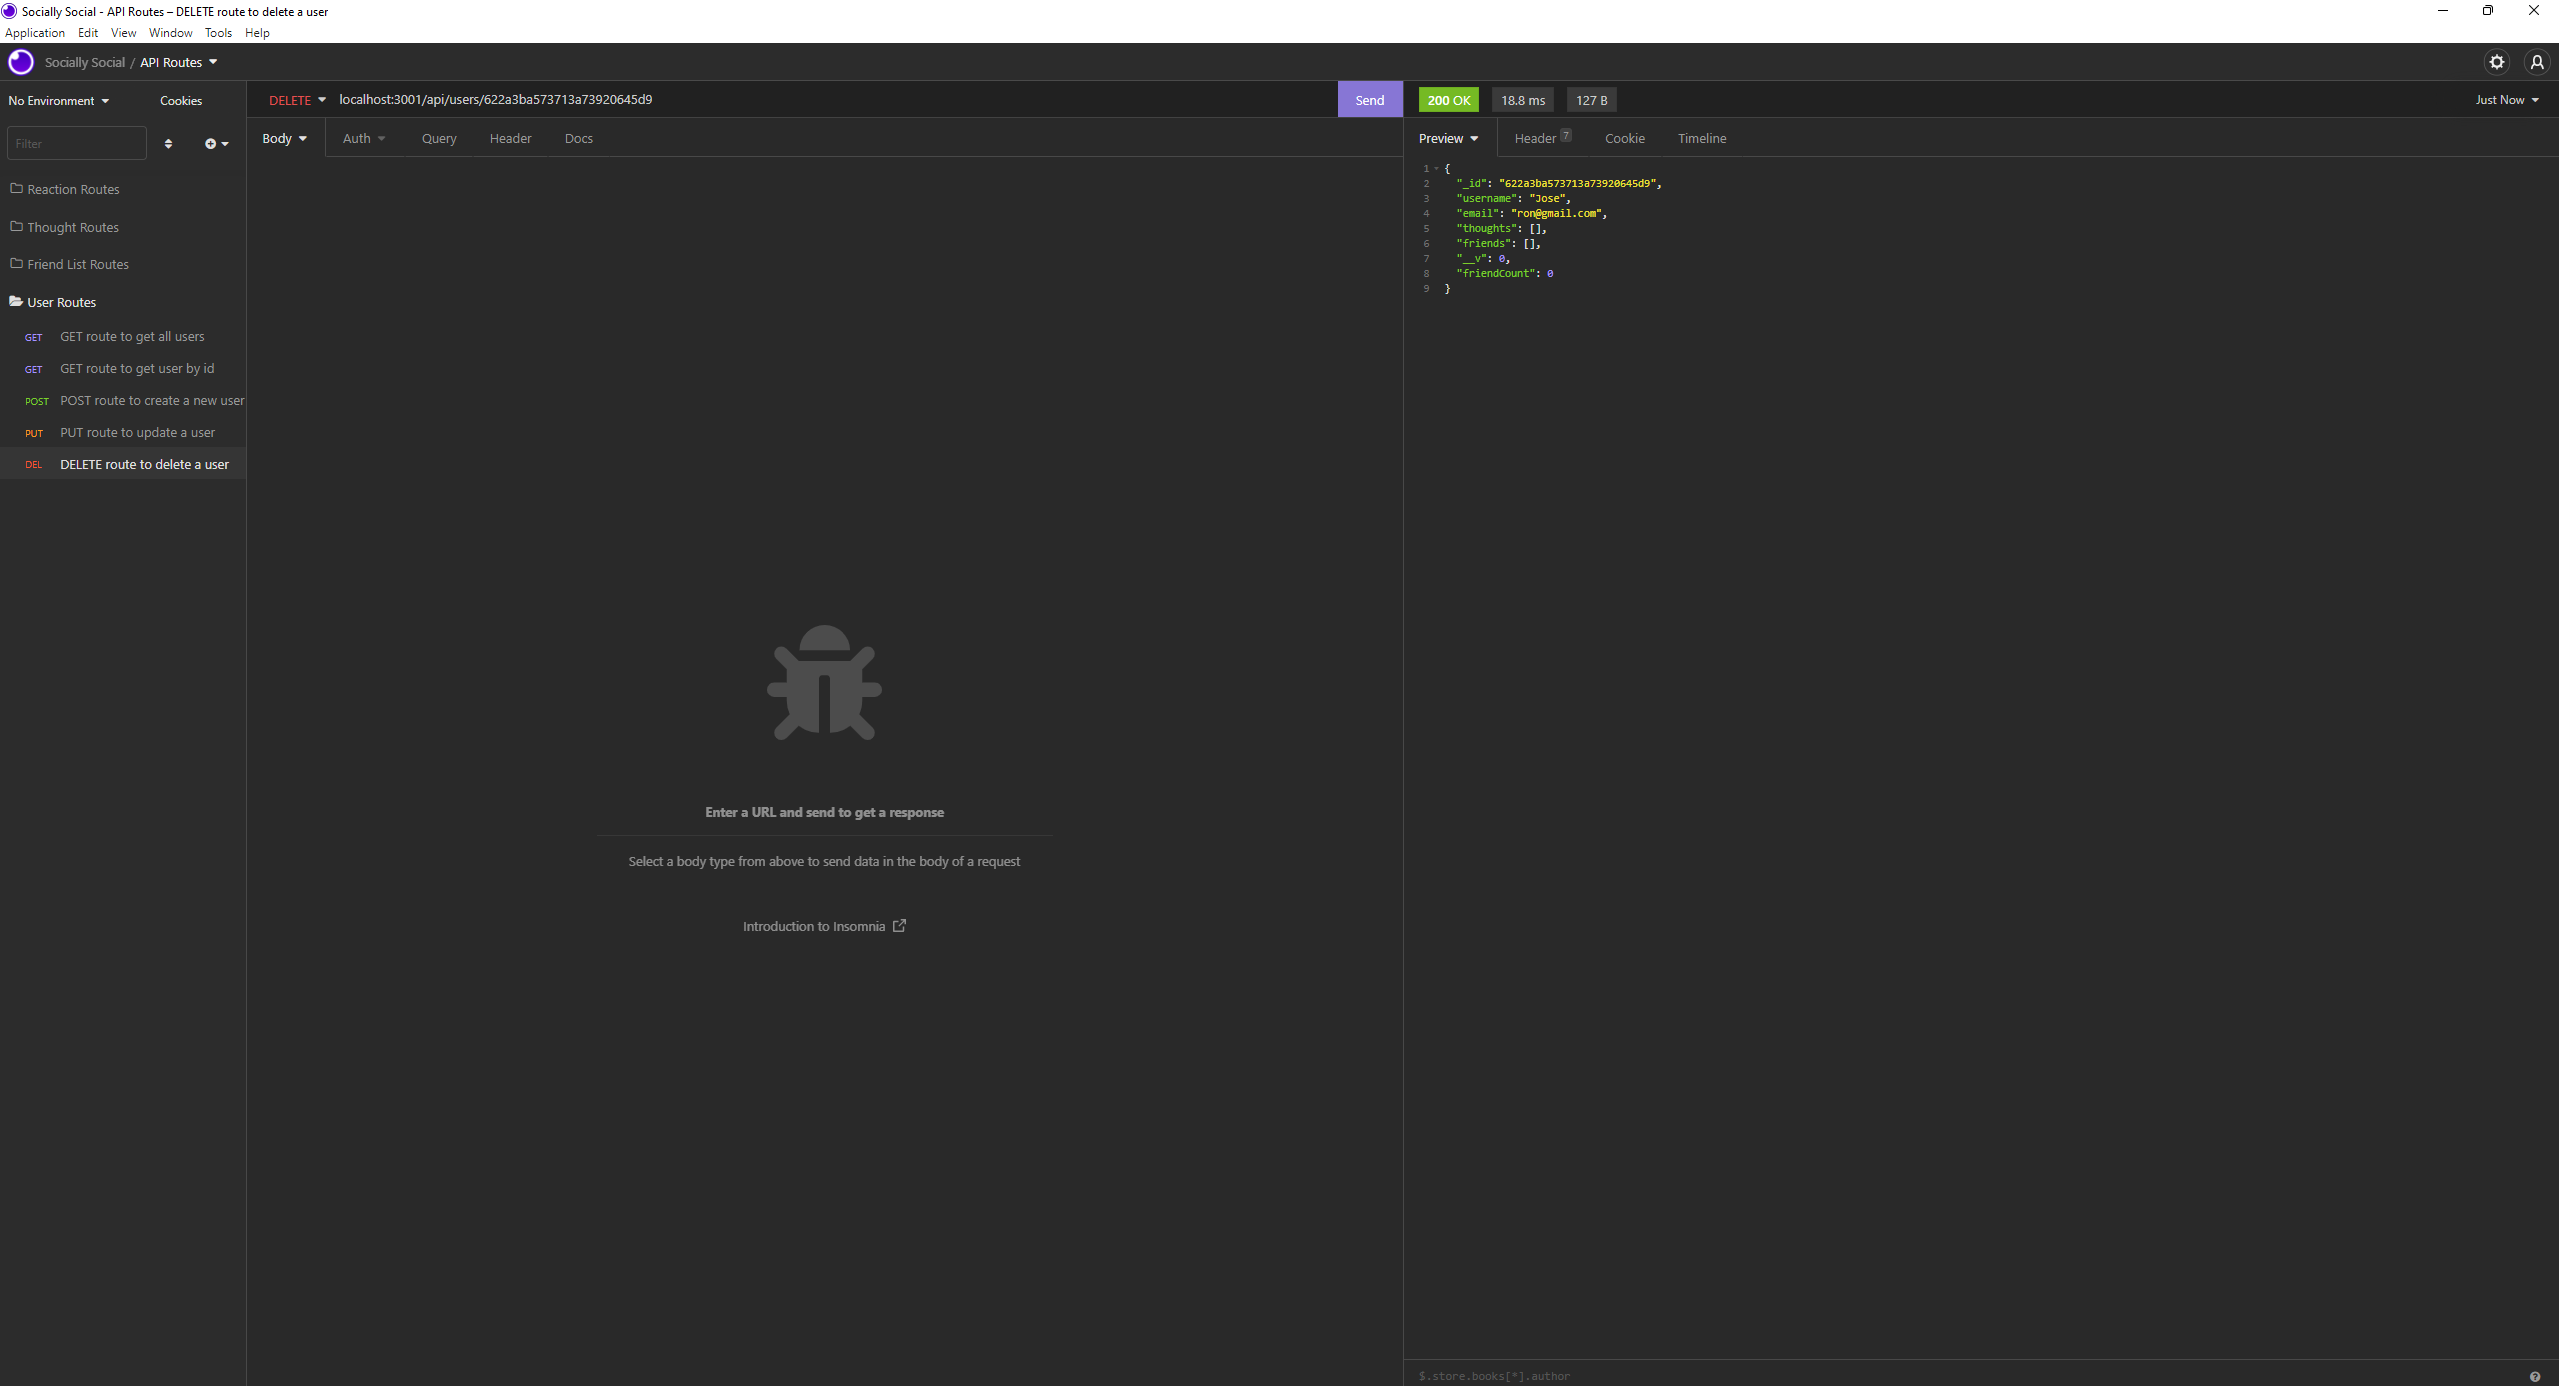 Socially Social - API Routes – DELETE route to delete a user
Application Edit View Window Tools Help
Socially Social / API Routes
No Environment Cookies
DELETE localhost:3001/api/users/622a3ba573713a73920645d9 Send
200 OK 18.8 ms 127 B Just Now
Filter
Body Auth Query Header Docs
Preview Header 7 Cookie Timeline
Reaction Routes
Thought Routes
Friend List Routes
User Routes
GET GET route to get all users
GET GET route to get user by id
POST POST route to create a new user
PUT PUT route to update a user
DEL DELETE route to delete a user
Enter a URL and send to get a response
Select a body type from above to send data in the body of a request
Introduction to Insomnia
1 {
2 "_id": "622a3ba573713a73920645d9",
3 "username": "Jose",
4 "email": "ron@gmail.com",
5 "thoughts": [],
6 "friends": [],
7 "__v": 0,
8 "friendCount": 0
9 }
$.store.books[*].author